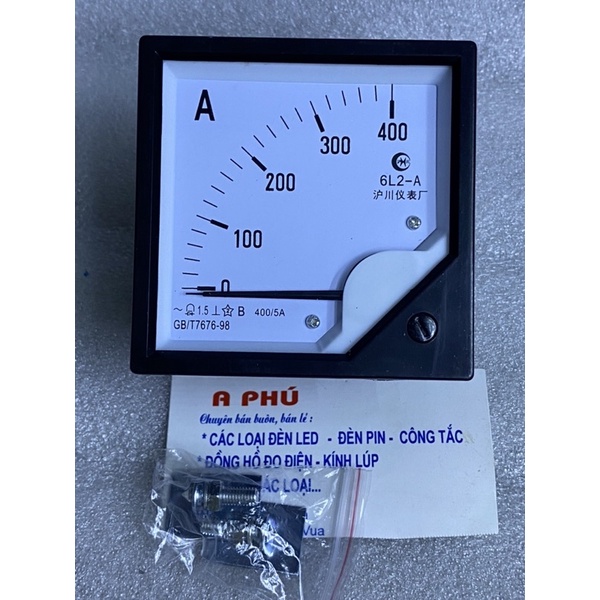 A
0
100
200
300
400
6L2-A
沪川仪表厂
~ 1.5 ⊥ B 400/5A
GB/T7676-98
A PHÚ
Chuyên bán buôn, bán lẻ :
* CÁC LOẠI ĐÈN LED - ĐÈN PIN - CÔNG TẮC
* ĐỒNG HỒ ĐO ĐIỆN - KÍNH LÚP
LOẠI...
Vua